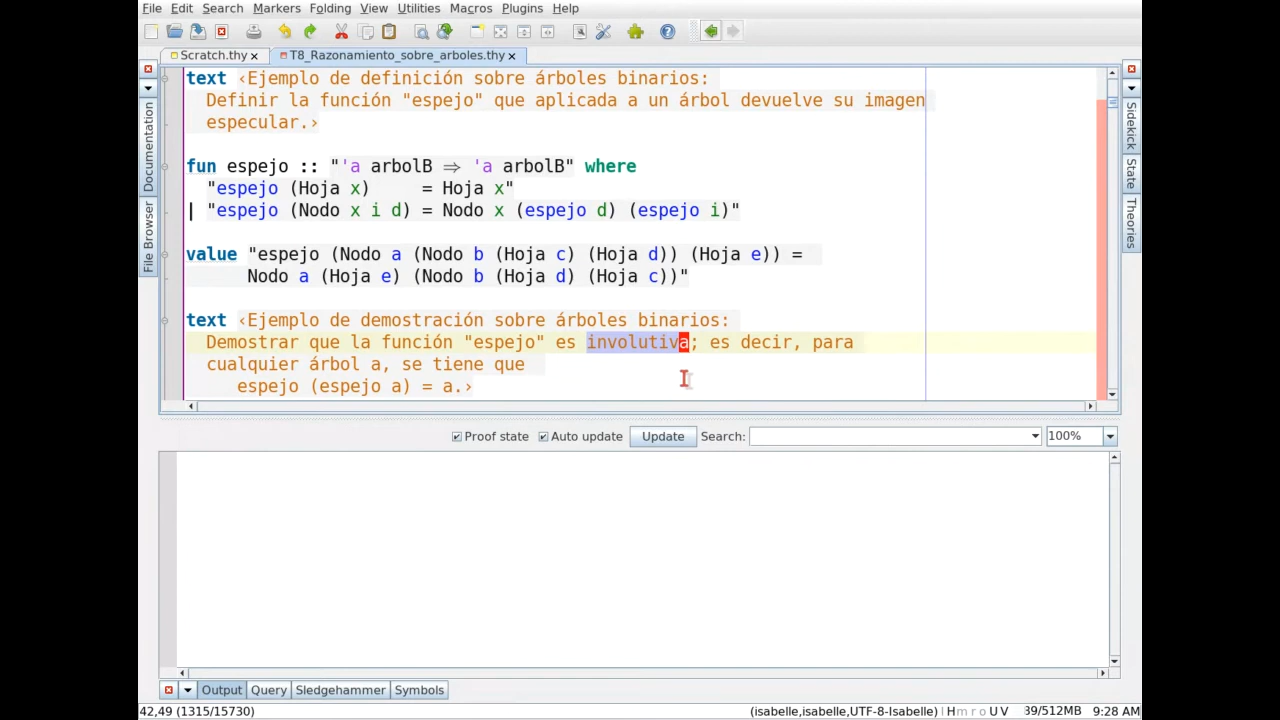 File Edit Search Markers Folding View Utilities Macros Plugins Help
Scratch.thy T8_Razonamiento_sobre_arboles.thy
text ‹Ejemplo de definición sobre árboles binarios:
Definir la función "espejo" que aplicada a un árbol devuelve su imagen
especular.›
fun espejo :: "'a arbolB ⇒ 'a arbolB" where
"espejo (Hoja x) = Hoja x"
| "espejo (Nodo x i d) = Nodo x (espejo d) (espejo i)"
value "espejo (Nodo a (Nodo b (Hoja c) (Hoja d)) (Hoja e)) =
Nodo a (Hoja e) (Nodo b (Hoja d) (Hoja c))"
text ‹Ejemplo de demostración sobre árboles binarios:
Demostrar que la función "espejo" es involutiva; es decir, para
cualquier árbol a, se tiene que
espejo (espejo a) = a.›
Documentation
File Browser
Sidekick
State
Theories
Proof state Auto update Update Search: 100%
Output Query Sledgehammer Symbols
42,49 (1315/15730) (isabelle,isabelle,UTF-8-Isabelle) H m r o U V 39/512MB 9:28 AM